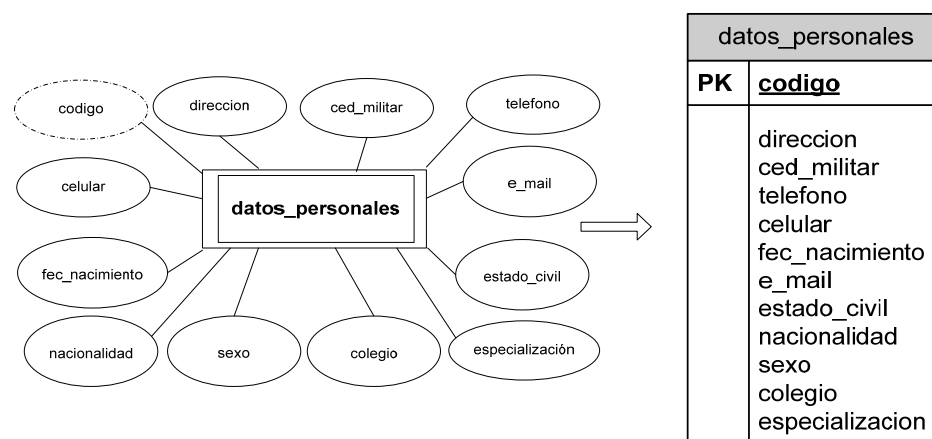 codigo
direccion
ced_militar
telefono
celular
e_mail
datos_personales
fec_nacimiento
estado_civil
nacionalidad
sexo
colegio
especialización
datos_personales
PK codigo
direccion
ced_militar
telefono
celular
fec_nacimiento
e_mail
estado_civil
nacionalidad
sexo
colegio
especializacion